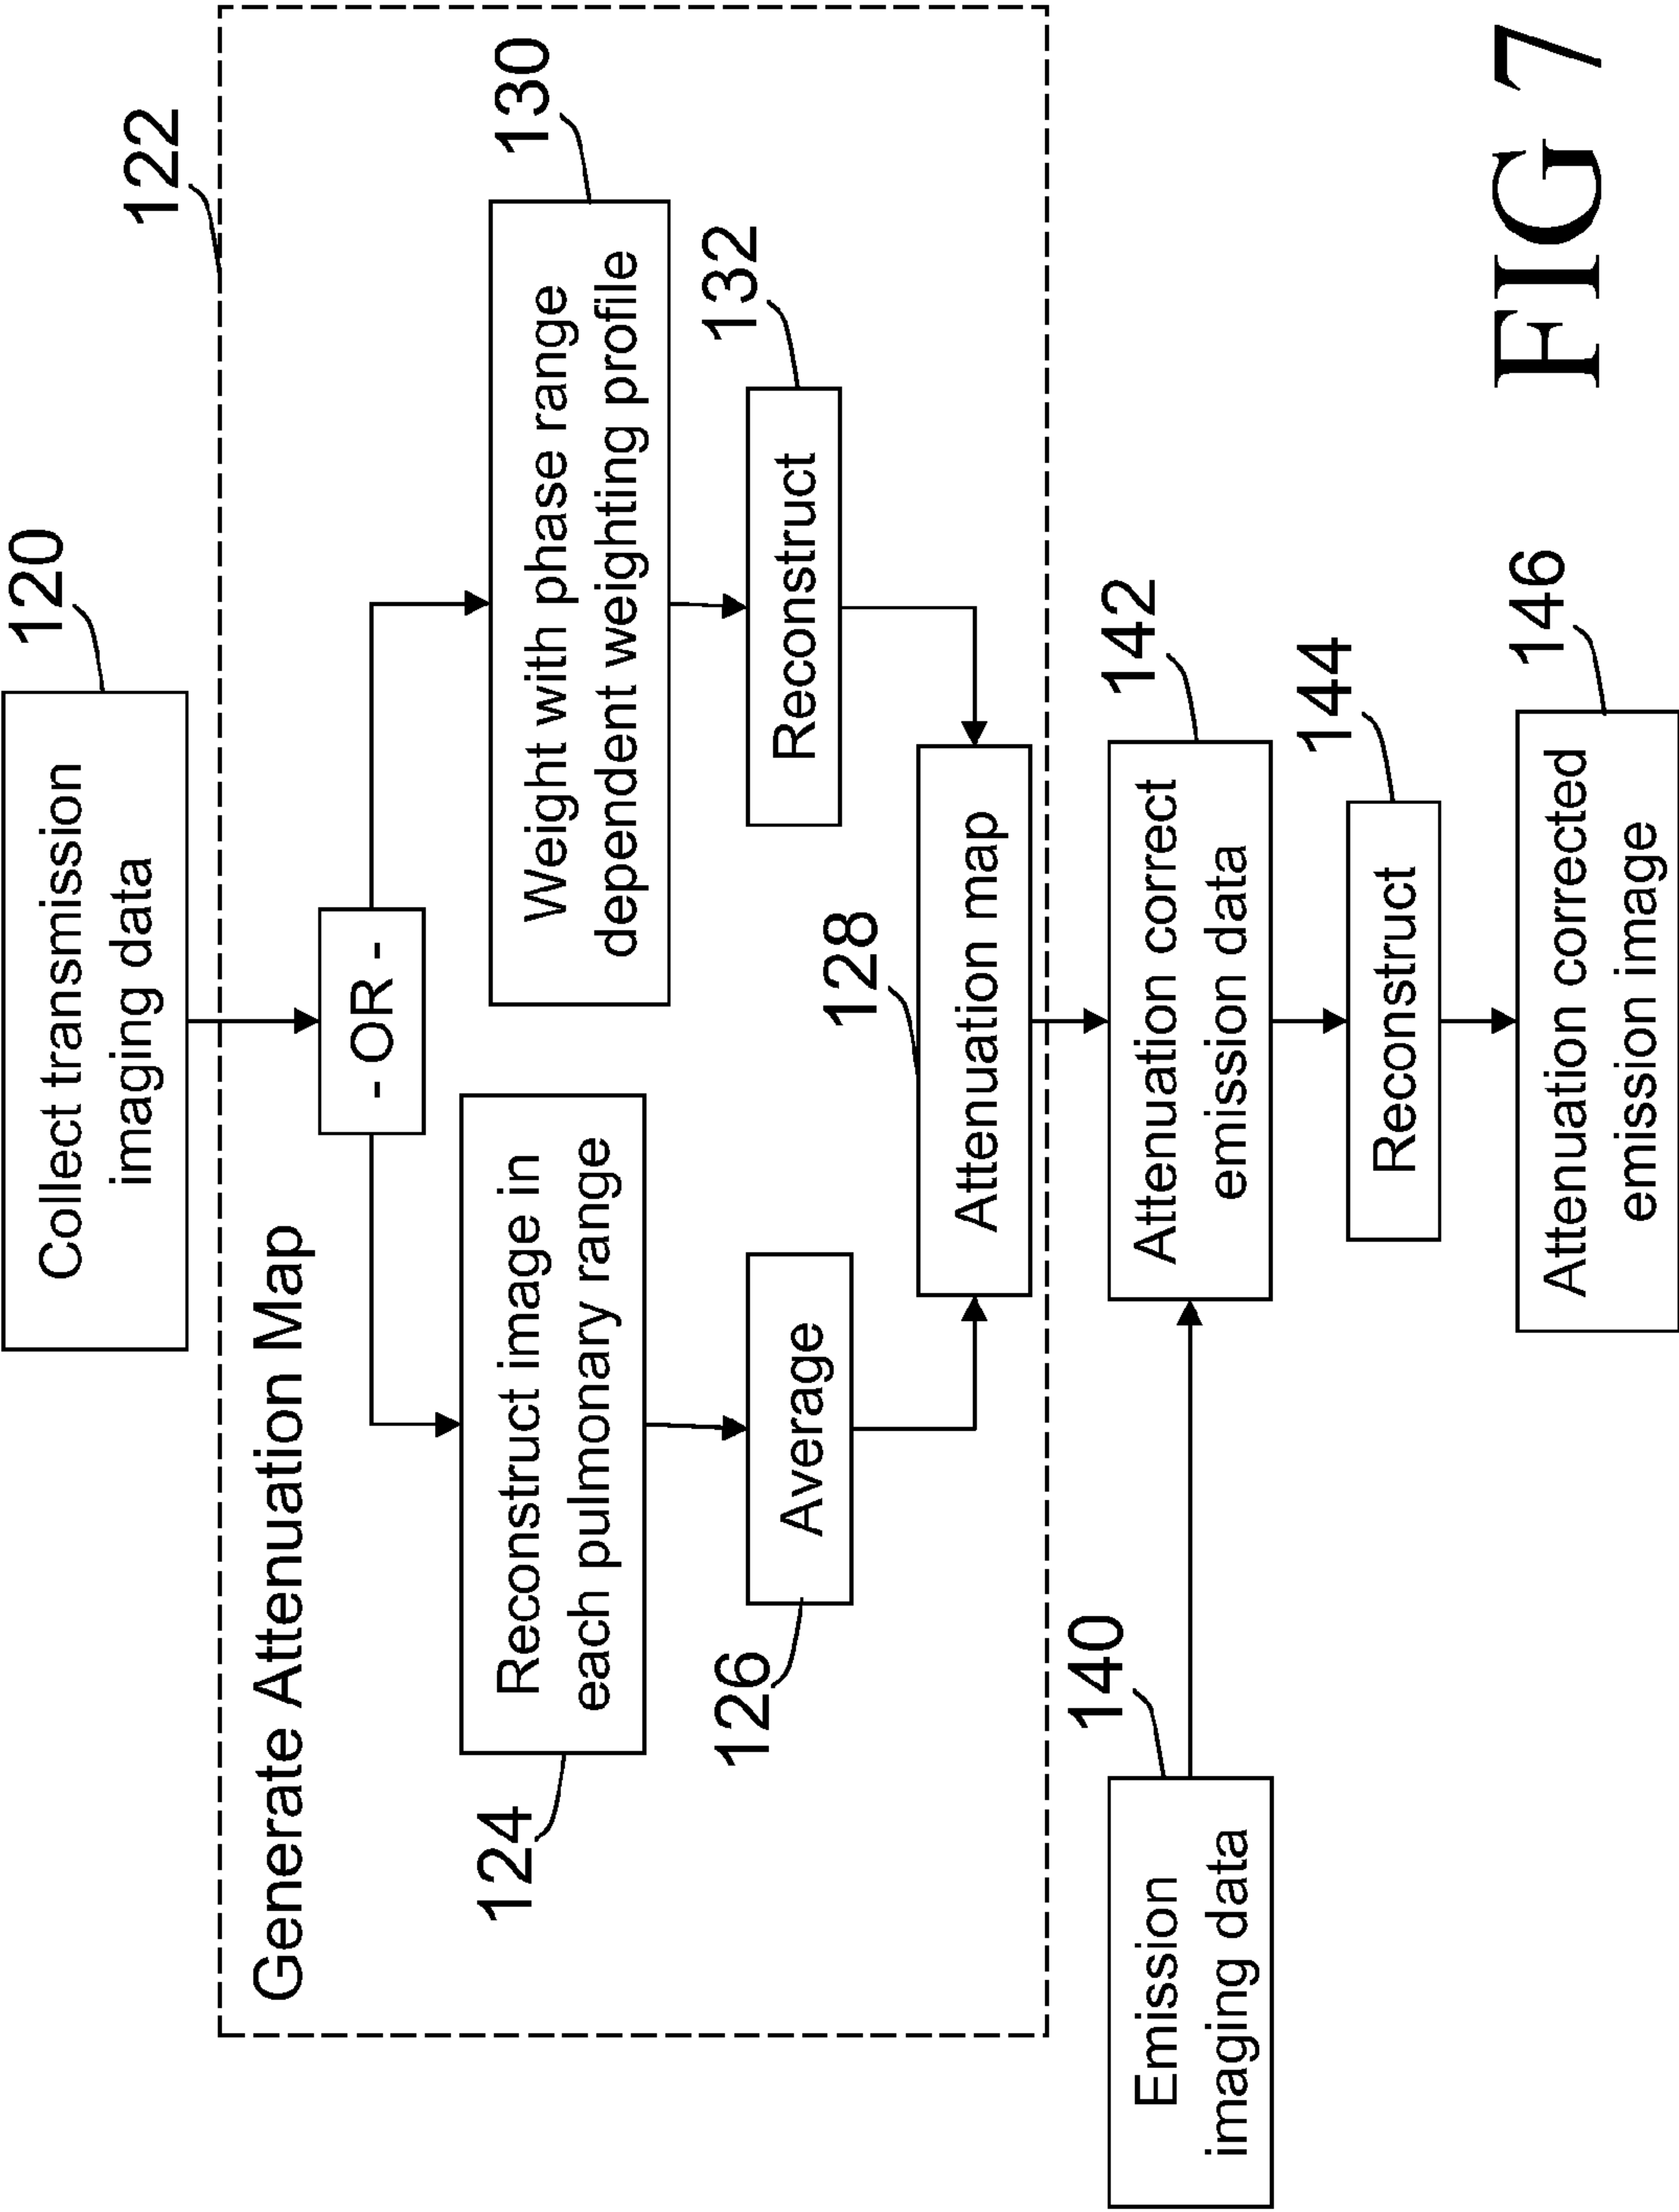 120
Collect transmission
imaging data
122
Generate Attenuation Map
- OR -
124
Reconstruct image in
each pulmonary range
130
Weight with phase range
dependent weighting profile
126
Average
132
Reconstruct
128
Attenuation map
140
Emission
imaging data
142
Attenuation correct
emission data
144
Reconstruct
146
Attenuation corrected
emission image
FIG 7